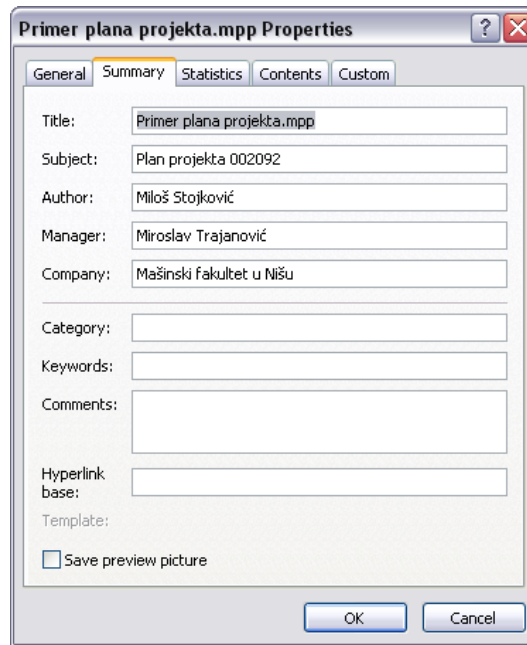 Primer plana projekta.mpp Properties
General Summary Statistics Contents Custom
Title: Primer plana projekta.mpp
Subject: Plan projekta 002092
Author: Miloš Stojković
Manager: Miroslav Trajanović
Company: Mašinski fakultet u Nišu
Category:
Keywords:
Comments:
Hyperlink
base:
Template:
Save preview picture
OK Cancel